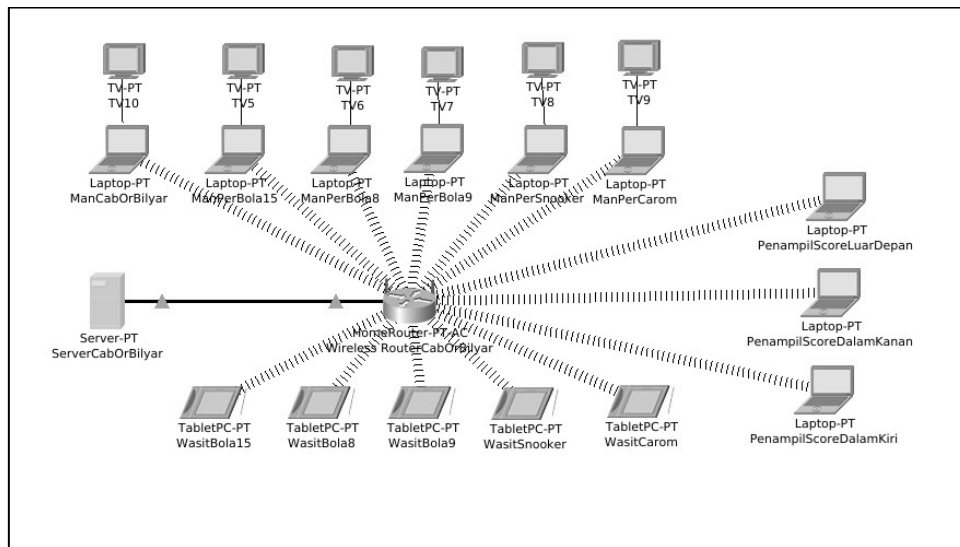 TV-PT
TV10
TV-PT
TV5
TV-PT
TV6
TV-PT
TV7
TV-PT
TV8
TV-PT
TV9
Laptop-PT
ManCabOrBilyar
Laptop-PT
ManPerBola15
Laptop-PT
ManPerBola8
Laptop-PT
ManPerBola9
Laptop-PT
ManPerSnooker
Laptop-PT
ManPerCarom
Laptop-PT
PenampilScoreLuarDepan
Server-PT
ServerCabOrBilyar
HomeRouter-PT-AC
Wireless RouterCabOrBilyar
Laptop-PT
PenampilScoreDalamKanan
TabletPC-PT
WasitBola15
TabletPC-PT
WasitBola8
TabletPC-PT
WasitBola9
TabletPC-PT
WasitSnooker
TabletPC-PT
WasitCarom
Laptop-PT
PenampilScoreDalamKiri